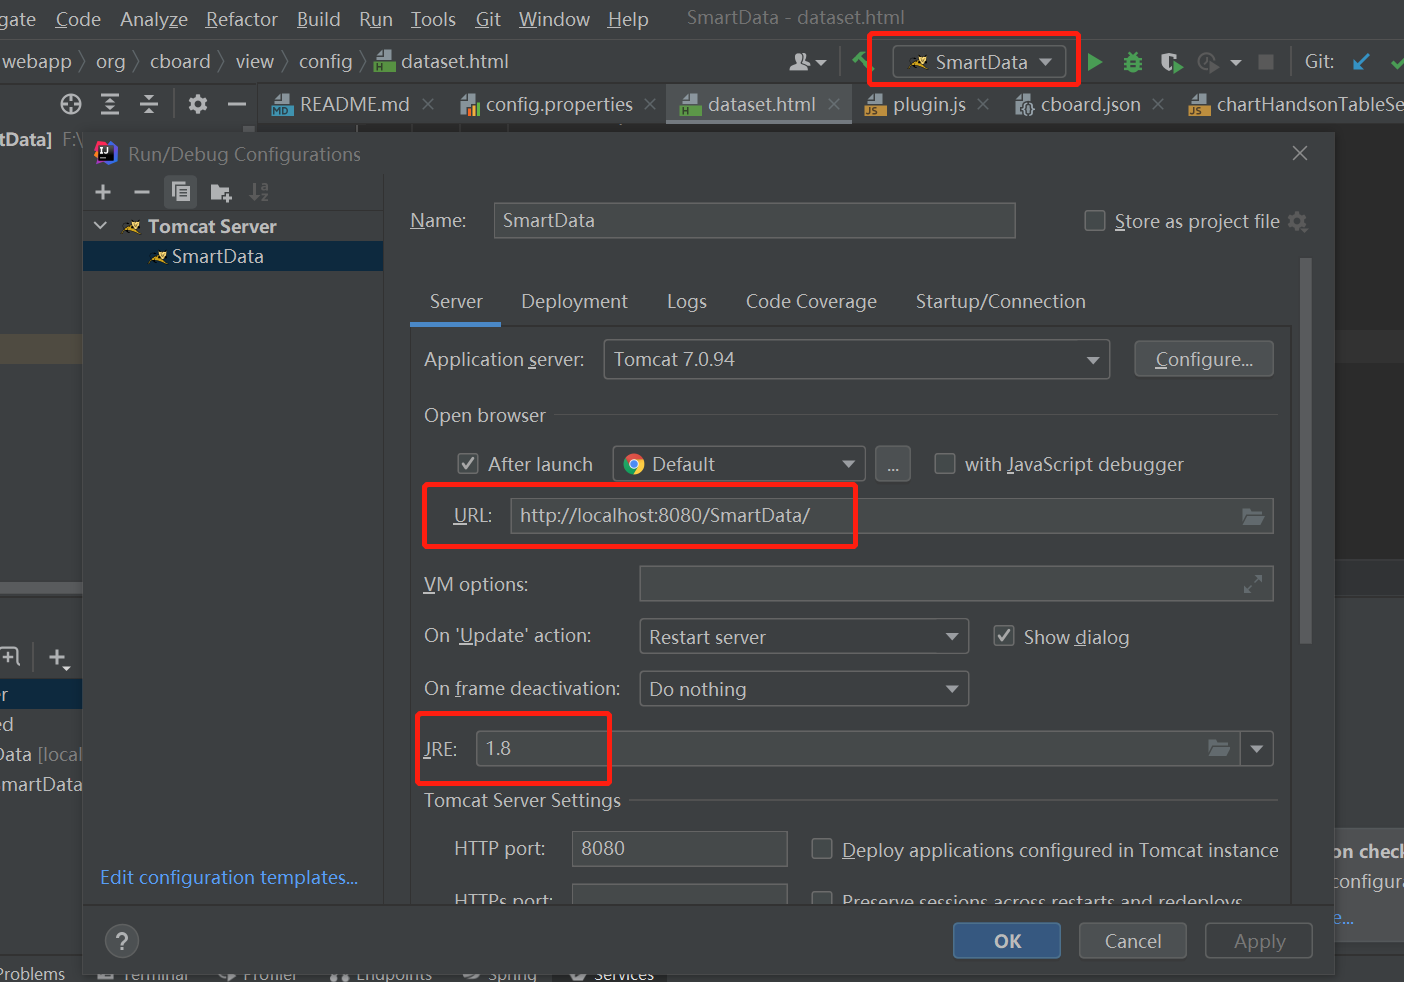 gate Code Analyze Refactor Build Run Tools Git Window Help SmartData - dataset.html
webapp org cboard view config dataset.html SmartData Git:
README.md config.properties dataset.html plugin.js cboard.json chartHandsonTableSe
tData] F:\
Run/Debug Configurations
Tomcat Server
SmartData
Edit configuration templates...
Name: SmartData Store as project file
Server Deployment Logs Code Coverage Startup/Connection
Application server: Tomcat 7.0.94 Configure...
Open browser
After launch Default ... with JavaScript debugger
URL: http://localhost:8080/SmartData/
VM options:
On 'Update' action: Restart server Show dialog
On frame deactivation: Do nothing
JRE: 1.8
Tomcat Server Settings
HTTP port: 8080 Deploy applications configured in Tomcat instance
HTTPs port: Preserve sessions across restarts and redeploys
? OK Cancel Apply
r
ed
Data [local
martData
on check
configura
e...
Problems Terminal Profiler Endpoints Spring Services